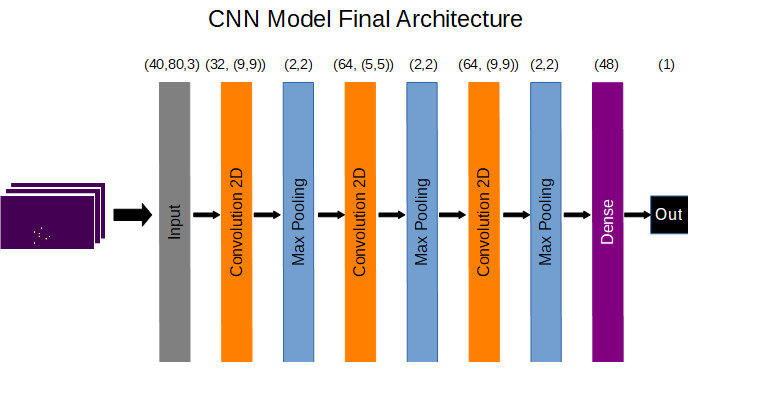 CNN Model Final Architecture
(40,80,3) (32, (9,9)) (2,2) (64, (5,5)) (2,2) (64, (9,9)) (2,2) (48) (1)
Input
Convolution 2D
Max Pooling
Convolution 2D
Max Pooling
Convolution 2D
Max Pooling
Dense
Out